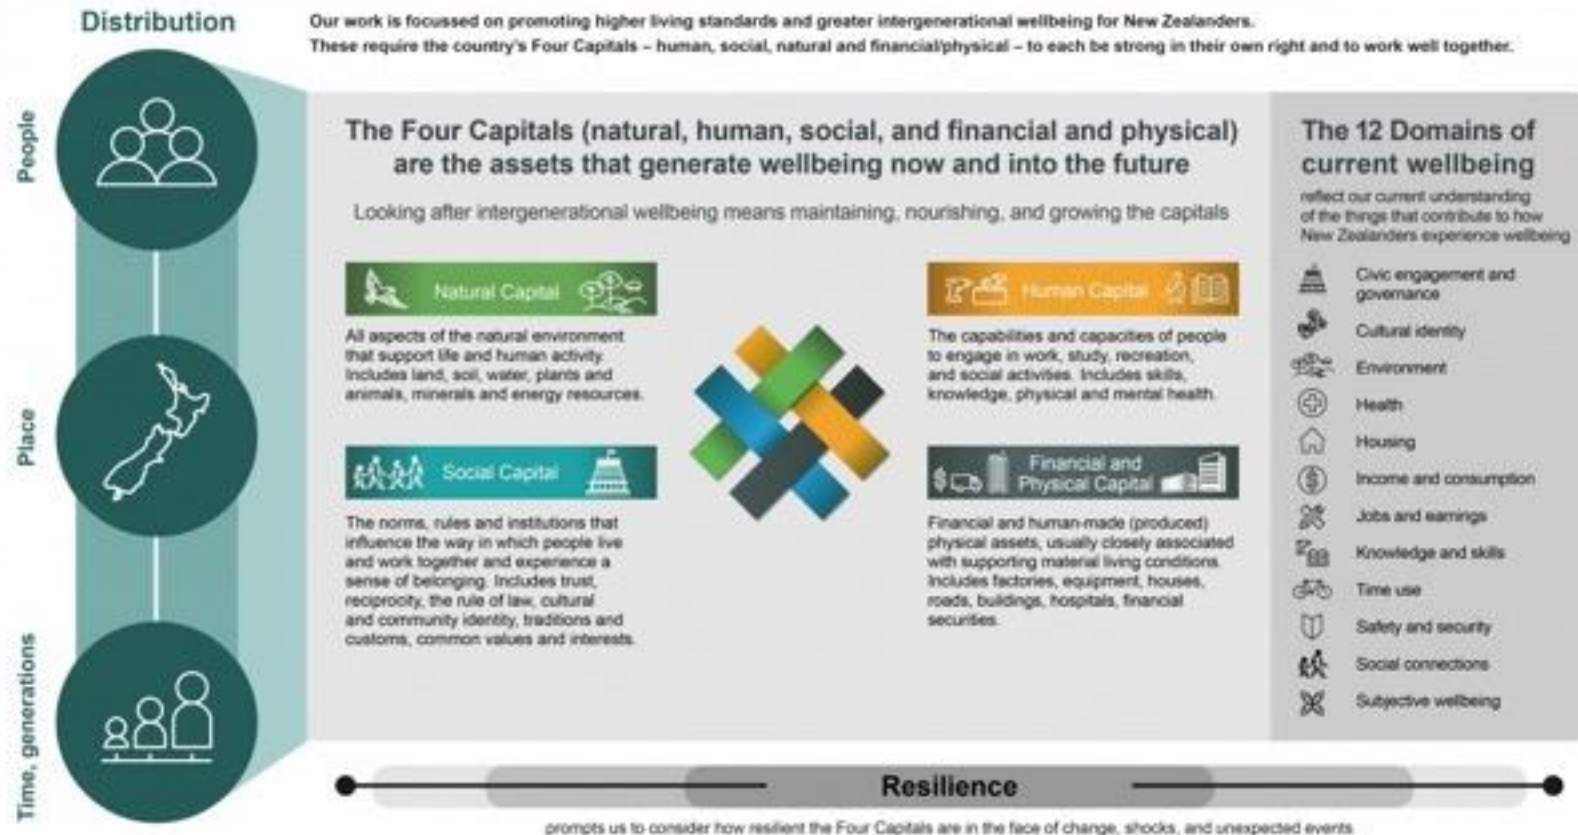 Distribution
Our work is focussed on promoting higher living standards and greater intergenerational wellbeing for New Zealanders.
These require the country's Four Capitals – human, social, natural and financial/physical – to each be strong in their own right and to work well together.
People
Place
Time, generations
The Four Capitals (natural, human, social, and financial and physical)
are the assets that generate wellbeing now and into the future
Looking after intergenerational wellbeing means maintaining, nourishing, and growing the capitals
Natural Capital
All aspects of the natural environment
that support life and human activity.
Includes land, soil, water, plants and
animals, minerals and energy resources.
Human Capital
The capabilities and capacities of people
to engage in work, study, recreation,
and social activities. Includes skills,
knowledge, physical and mental health.
Social Capital
The norms, rules and institutions that
influence the way in which people live
and work together and experience a
sense of belonging. Includes trust,
reciprocity, the rule of law, cultural
and community identity, traditions and
customs, common values and interests.
Financial and
Physical Capital
Financial and human-made (produced)
physical assets, usually closely associated
with supporting material living conditions.
Includes factories, equipment, houses,
roads, buildings, hospitals, financial
securities.
The 12 Domains of
current wellbeing
reflect our current understanding
of the things that contribute to how
New Zealanders experience wellbeing
Civic engagement and
governance
Cultural identity
Environment
Health
Housing
Income and consumption
Jobs and earnings
Knowledge and skills
Time use
Safety and security
Social connections
Subjective wellbeing
Resilience
prompts us to consider how resilient the Four Capitals are in the face of change, shocks, and unexpected events